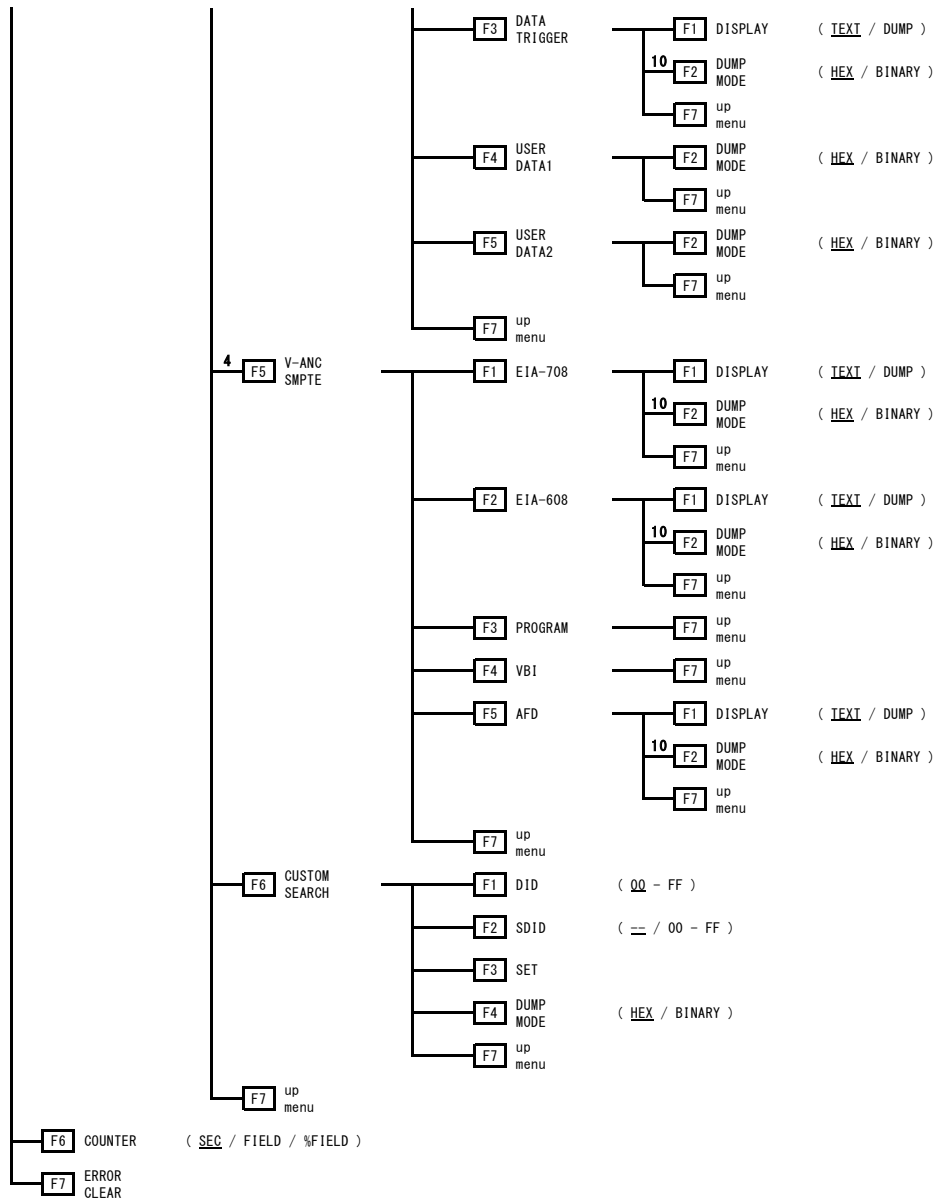 F3 DATA TRIGGER F1 DISPLAY ( TEXT / DUMP )
10 F2 DUMP MODE ( HEX / BINARY )
F7 up menu
F4 USER DATA1 F2 DUMP MODE ( HEX / BINARY )
F7 up menu
F5 USER DATA2 F2 DUMP MODE ( HEX / BINARY )
F7 up menu
F7 up menu
4 F5 V-ANC SMPTE F1 EIA-708 F1 DISPLAY ( TEXT / DUMP )
10 F2 DUMP MODE ( HEX / BINARY )
F7 up menu
F2 EIA-608 F1 DISPLAY ( TEXT / DUMP )
10 F2 DUMP MODE ( HEX / BINARY )
F7 up menu
F3 PROGRAM F7 up menu
F4 VBI F7 up menu
F5 AFD F1 DISPLAY ( TEXT / DUMP )
10 F2 DUMP MODE ( HEX / BINARY )
F7 up menu
F7 up menu
F6 CUSTOM SEARCH F1 DID ( 00 - FF )
F2 SDID ( -- / 00 - FF )
F3 SET
F4 DUMP MODE ( HEX / BINARY )
F7 up menu
F7 up menu
F6 COUNTER ( SEC / FIELD / %FIELD )
F7 ERROR CLEAR